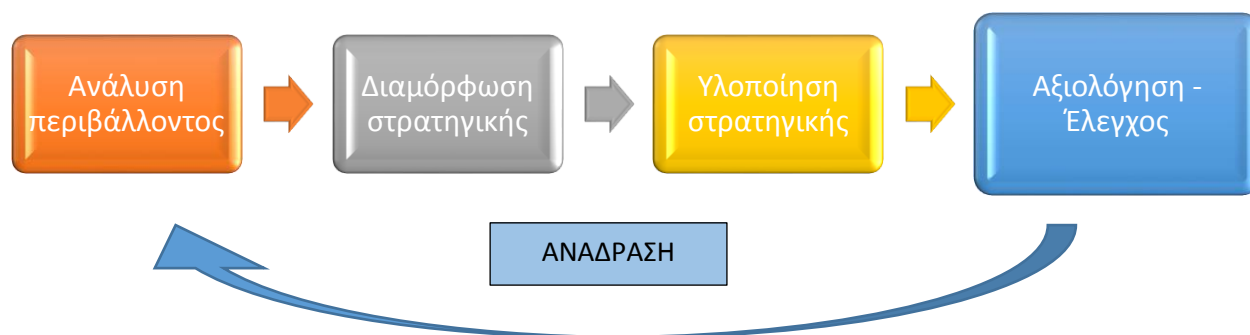 Ανάλυση
περιβάλλοντος
Διαμόρφωση
στρατηγικής
Υλοποίηση
στρατηγικής
Αξιολόγηση -
Έλεγχος
ΑΝΑΔΡΑΣΗ